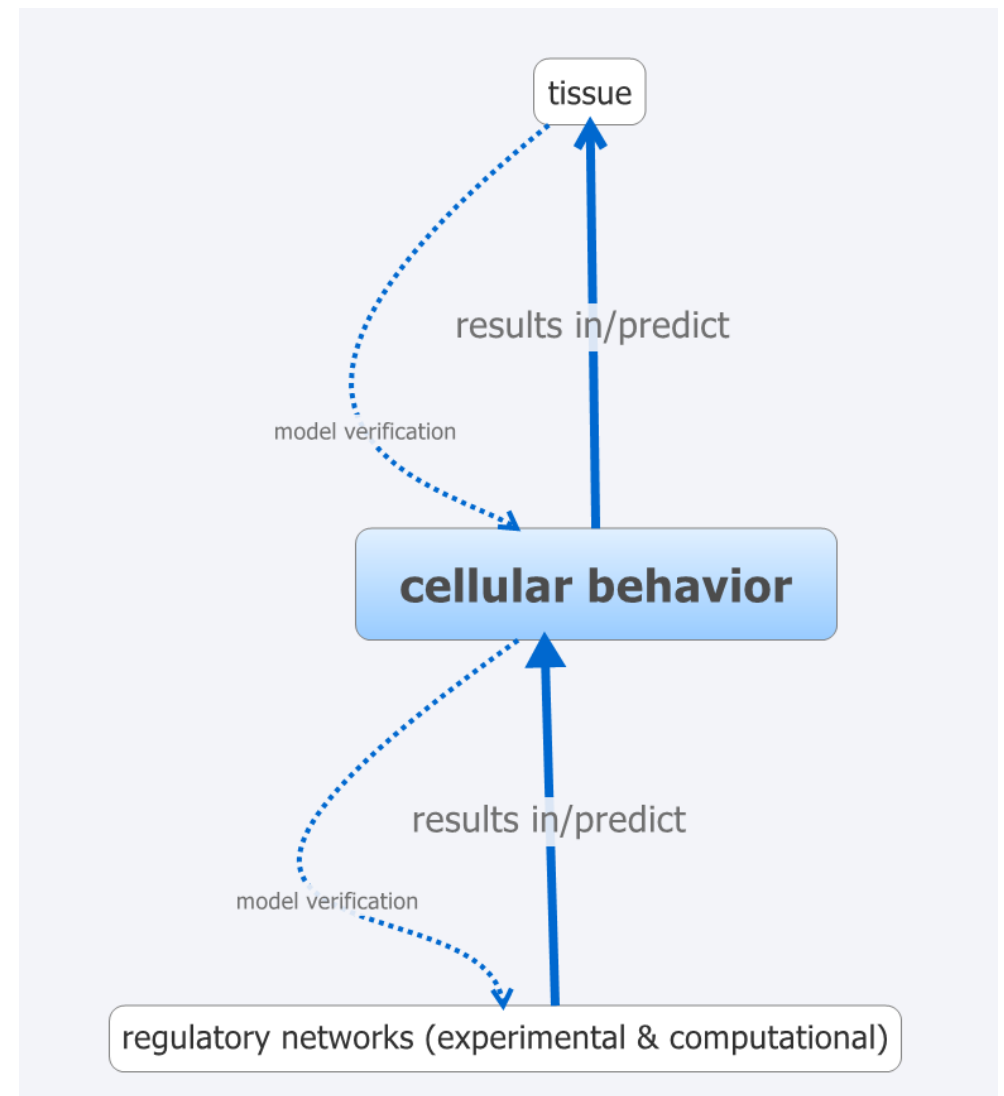 tissue
results in/predict
model verification
cellular behavior
results in/predict
model verification
regulatory networks (experimental & computational)